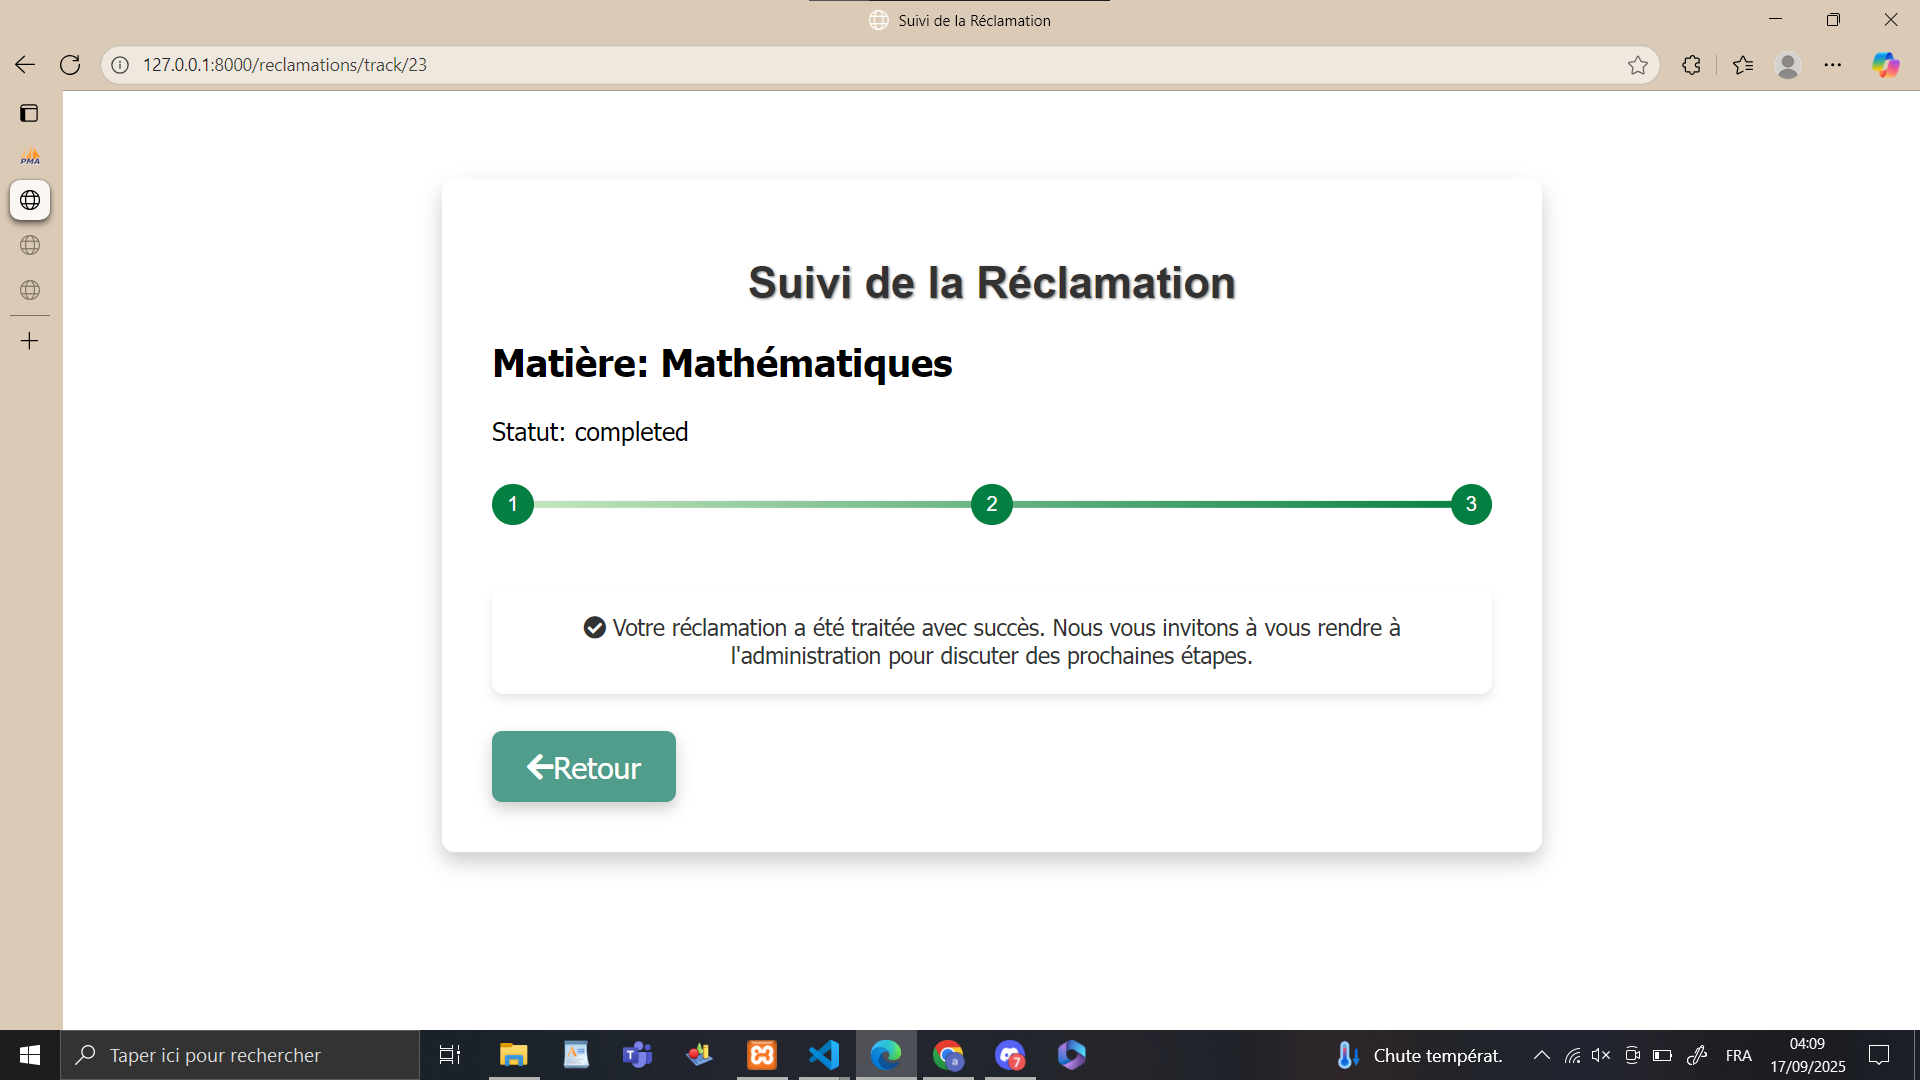 Suivi de la Réclamation
127.0.0.1:8000/reclamations/track/23
PMA
Suivi de la Réclamation
Matière: Mathématiques
Statut: completed
1 2 3
Votre réclamation a été traitée avec succès. Nous vous invitons à vous rendre à
l'administration pour discuter des prochaines étapes.
Retour
Taper ici pour rechercher
a
7
Chute températ.
FRA
04:09
17/09/2025